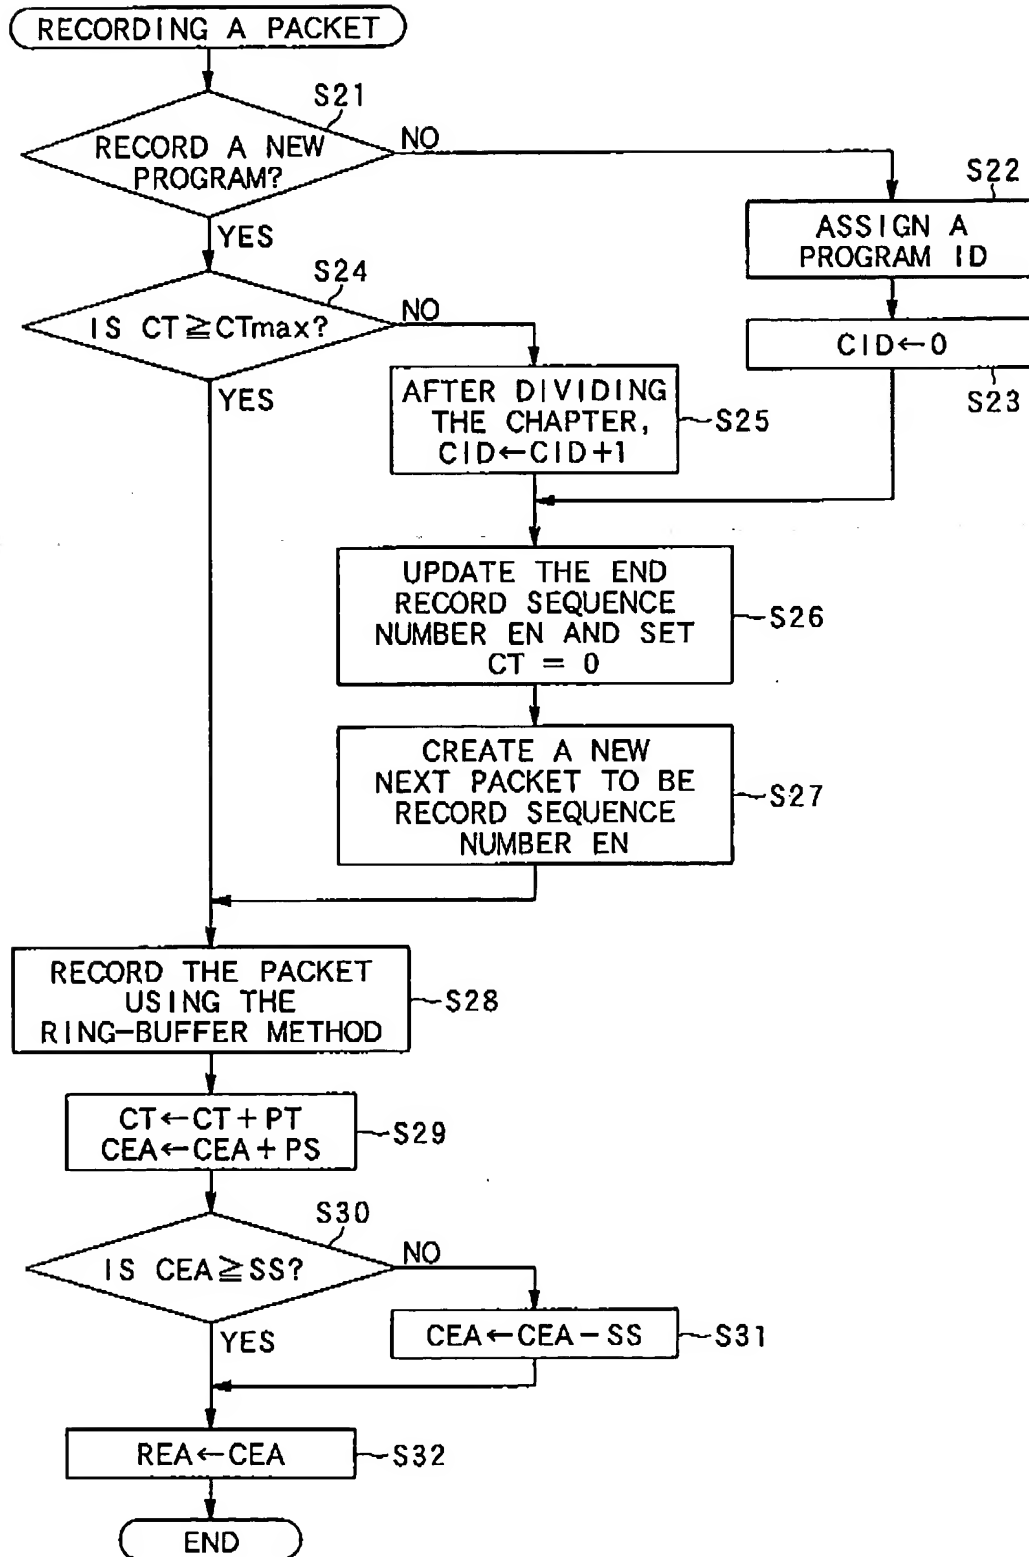 RECORDING A PACKET
S21
RECORD A NEW
PROGRAM?
NO
YES
S22
ASSIGN A
PROGRAM ID
CID←0
S23
S24
IS CT≧CTmax?
NO
YES
AFTER DIVIDING
THE CHAPTER,
CID←CID+1
S25
UPDATE THE END
RECORD SEQUENCE
NUMBER EN AND SET
CT = 0
S26
CREATE A NEW
NEXT PACKET TO BE
RECORD SEQUENCE
NUMBER EN
S27
RECORD THE PACKET
USING THE
RING-BUFFER METHOD
S28
CT←CT+PT
CEA←CEA+PS
S29
S30
IS CEA≧SS?
NO
YES
CEA←CEA-SS
S31
REA←CEA
S32
END